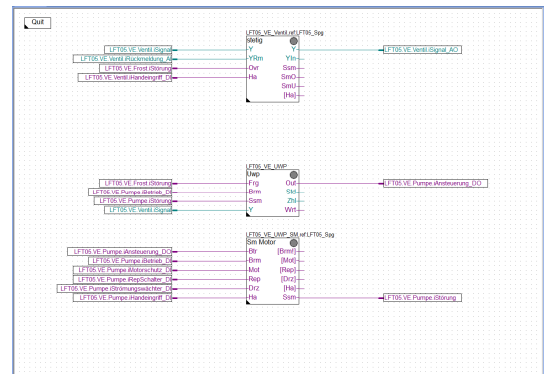 Quit
LFT05_VE_Ventil.ref.LFT05_Spg
stetig
LFT05.VE.Ventil.iSignal Y Y LFT05.VE.Ventil.iSignal_AO
LFT05.VE.Ventil.iRückmeldung_A YRm YIn
LFT05.VE.Frost.iStörung Ovr Ssm
LFT05.VE.Ventil.iHandeingriff_DI Ha SmO
SmU
[Ha]
LFT05_VE_UWP
Uwp
LFT05.VE.Frost.iStörung Frg Out LFT05.VE.Pumpe.iAnsteuerung_DO
LFT05.VE.Pumpe.iBetrieb_DI Brm Std
LFT05.VE.Pumpe.iStörung Ssm Zhl
LFT05.VE.Ventil.iSignal Y Wrt
LFT05_VE_UWP_SM.ref.LFT05_Spg
Sm Motor
LFT05.VE.Pumpe.iAnsteuerung_DO Btr [Brm!]
LFT05.VE.Pumpe.iBetrieb_DI Brm [Mot]
LFT05.VE.Pumpe.iMotorschutz_DI Mot [Rep]
LFT05.VE.Pumpe.iRepSchalter_DI Rep [Drz]
LFT05.VE.Pumpe.iStrömungswächter_DI Drz [Ha]
LFT05.VE.Pumpe.iHandeingriff_DI Ha Ssm LFT05.VE.Pumpe.iStörung